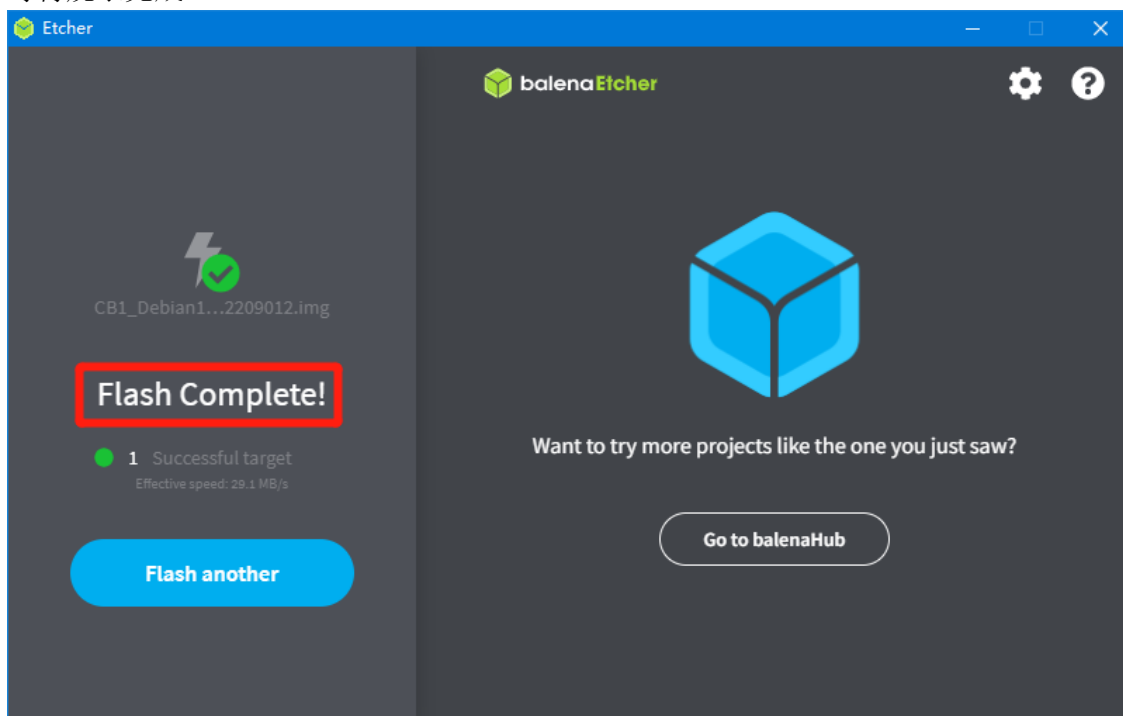 Etcher
balenaEtcher
CB1_Debian1...2209012.img
Flash Complete!
1 Successful target
Effective speed: 29.1 MB/s
Flash another
Want to try more projects like the one you just saw?
Go to balenaHub